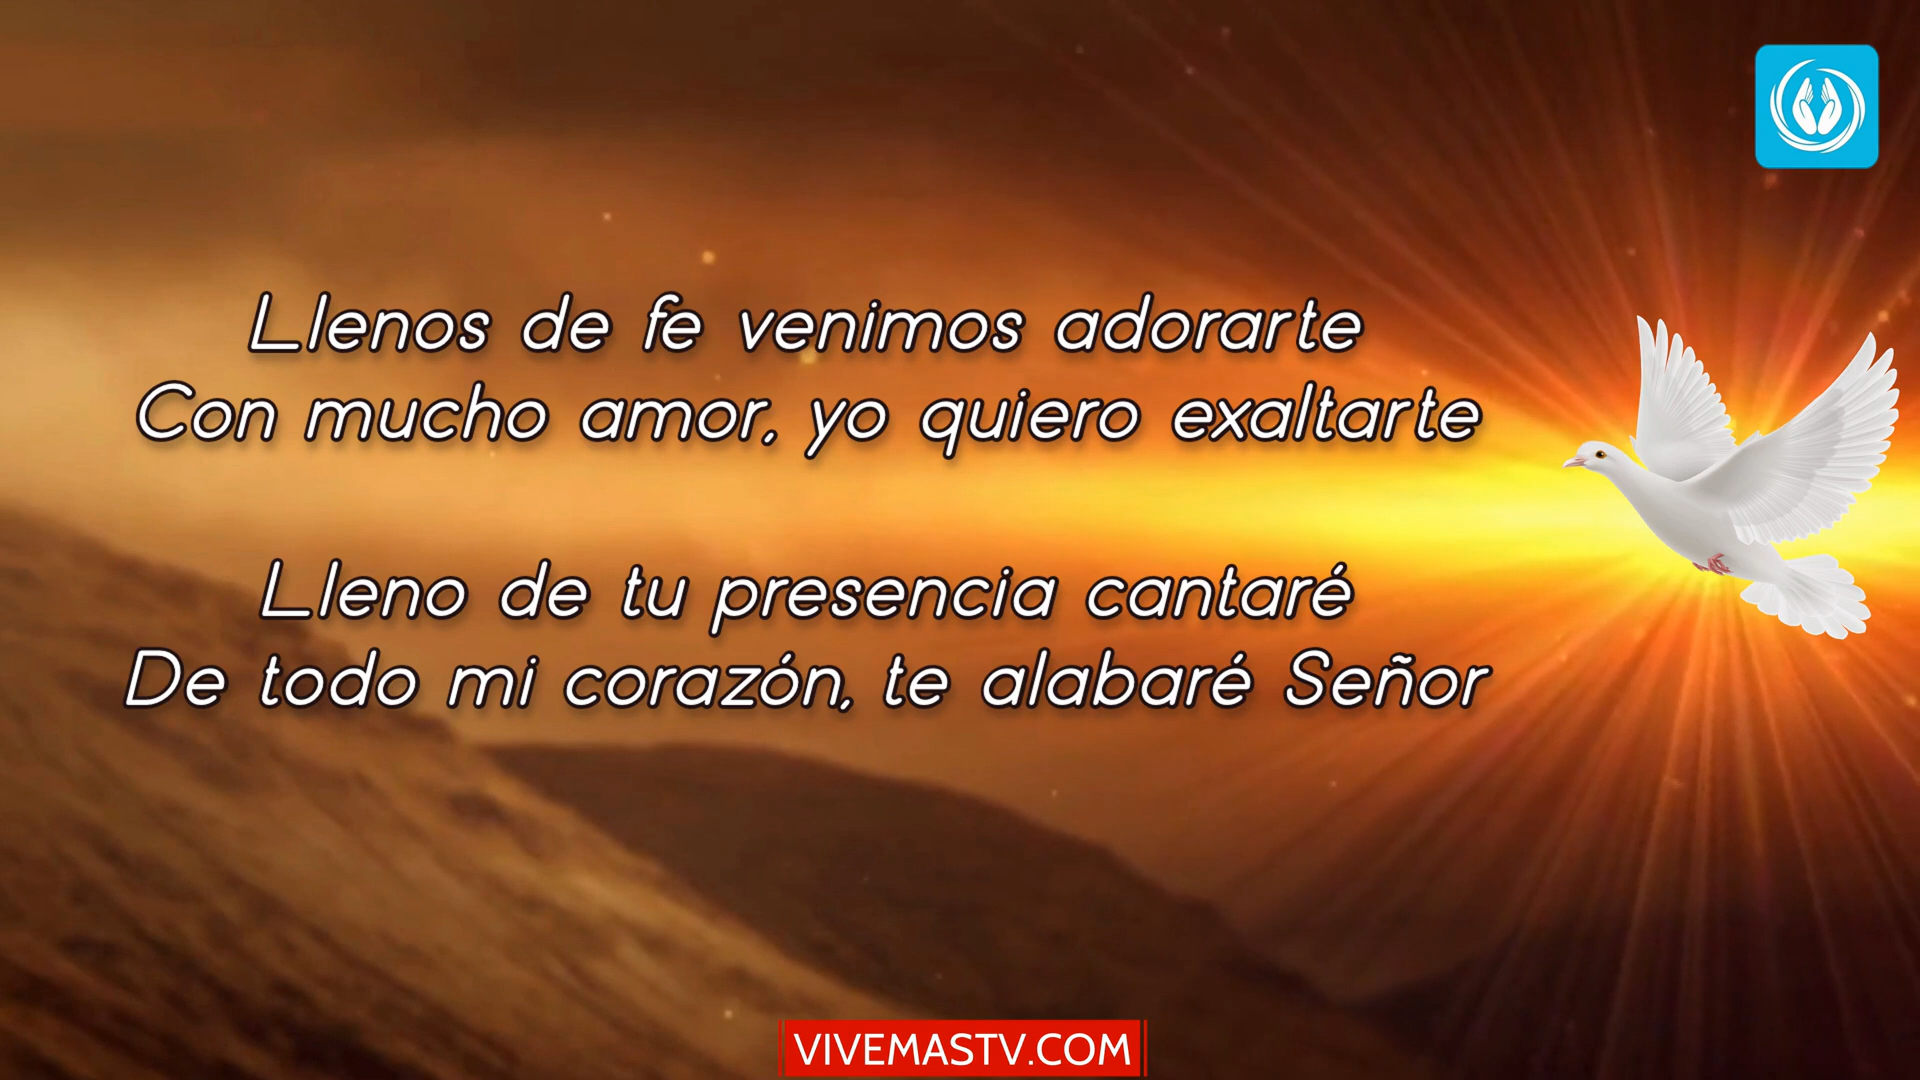 Llenos de fe venimos adorarte
Con mucho amor, yo quiero exaltarte
Lleno de tu presencia cantaré
De todo mi corazón, te alabaré Señor
VIVEMASTV.COM